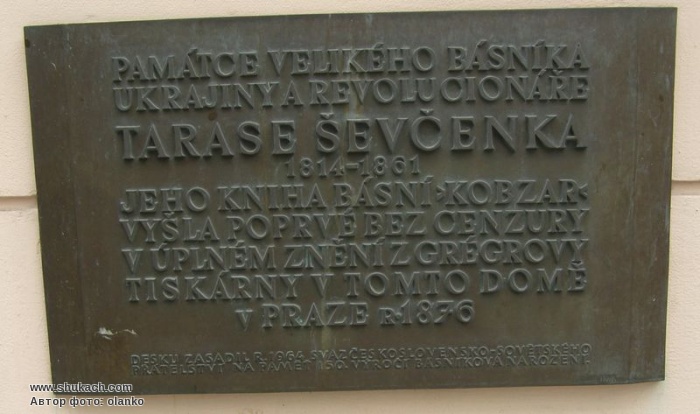 PAMÁTCE VELIKÉHO BÁSNÍKA
UKRAJINY A REVOLUCIONÁŘE
TARASE ŠEVČENKA
1814-1861
JEHO KNIHA BÁSNÍ >KOBZAR<
VYŠLA POPRVÉ BEZ CENZURY
V ÚPLNÉM ZNĚNÍ Z GRÉGROVY
TISKÁRNY V TOMTO DOMĚ
V PRAZE R.1876
DESKU ZASADIL R. 1964 SVAZ ČESKOSLOVENSKO-SOVĚTSKÉHO
PŘÁTELSTVÍ NA PAMĚŤ 150. VÝROČÍ BÁSNÍKOVA NAROZENÍ
www.shukach.com
Автор фото: olanko